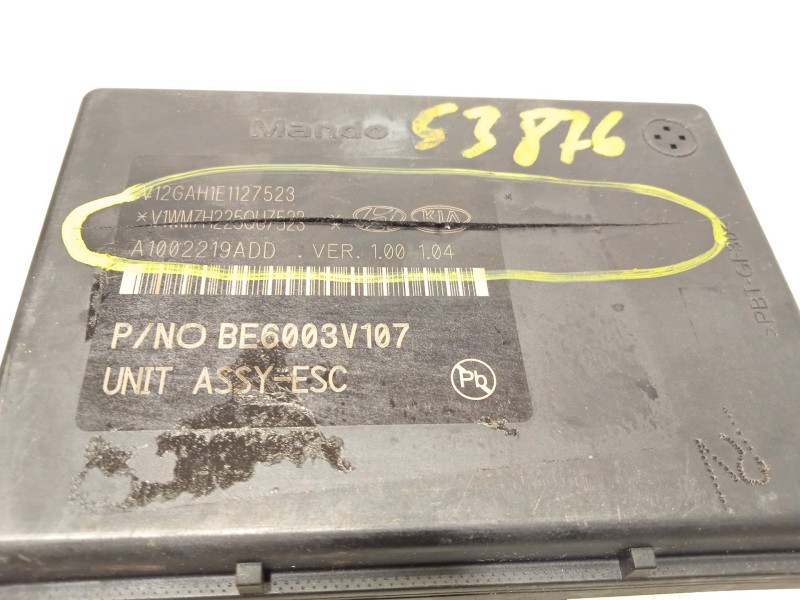 Mando 53876
V12GAH1E1127523
*V1WM7H225QU7523 * KIA
A1002219ADD .VER. 1.00 1.04
P/NO BE6003V107
UNIT ASSY-ESC
Pb